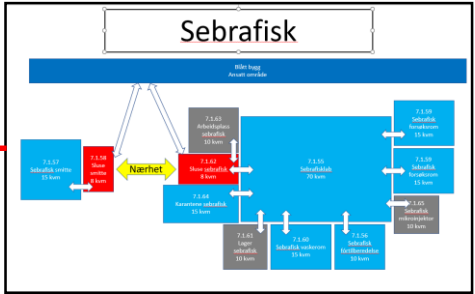 Sebrafisk
Blått bygg
Ansatt område
7.1.63
Arbeidsplass
sebrafisk
10 kvm
7.1.59
Sebrafisk
forsøksrom
15 kvm
7.1.57
Sebrafisk smitte
15 kvm
7.1.58
Sluse
smitte
8 kvm
Nærhet
7.1.62
Sluse sebrafisk
8 kvm
7.1.55
Sebrafisklab
70 kvm
7.1.59
Sebrafisk
forsøksrom
15 kvm
7.1.64
Karantene sebrafisk
15 kvm
7.1.65
Sebrafisk
mikroinjektor
10 kvm
7.1.61
Lager
sebrafisk
10 kvm
7.1.60
Sebrafisk vaskerom
15 kvm
7.1.56
Sebrafisk
fôrtilberedelse
10 kvm